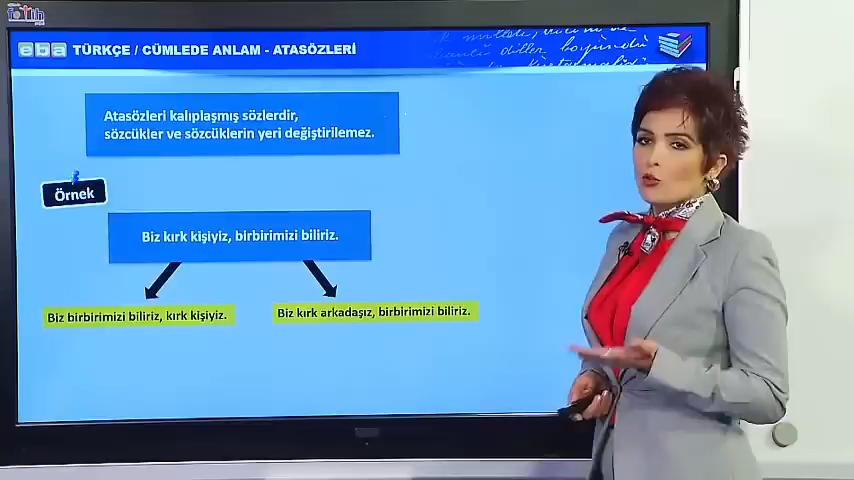 fatih
eba TÜRKÇE / CÜMLEDE ANLAM - ATASÖZLERİ
Atasözleri kalıplaşmış sözlerdir,
sözcükler ve sözcüklerin yeri değiştirilemez.
Örnek
Biz kırk kişiyiz, birbirimizi biliriz.
Biz birbirimizi biliriz, kırk kişiyiz.
Biz kırk arkadaşız, birbirimizi biliriz.